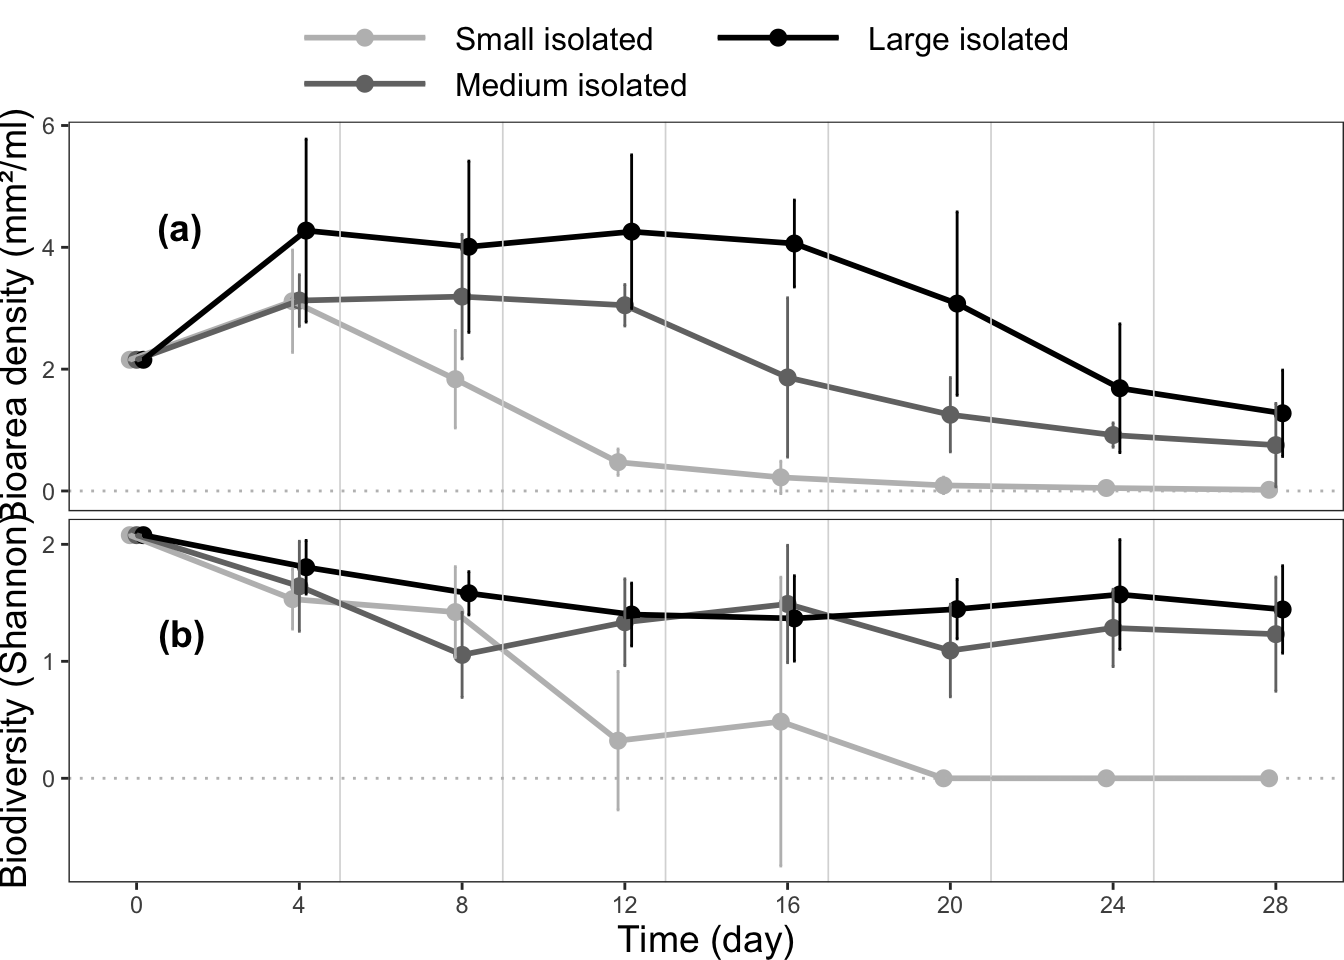 Small isolated
Large isolated
Medium isolated
Bioarea density (mm²/ml)
6
4
2
0
(a)
Biodiversity (Shannon)
2
1
0
(b)
0 4 8 12 16 20 24 28
Time (day)